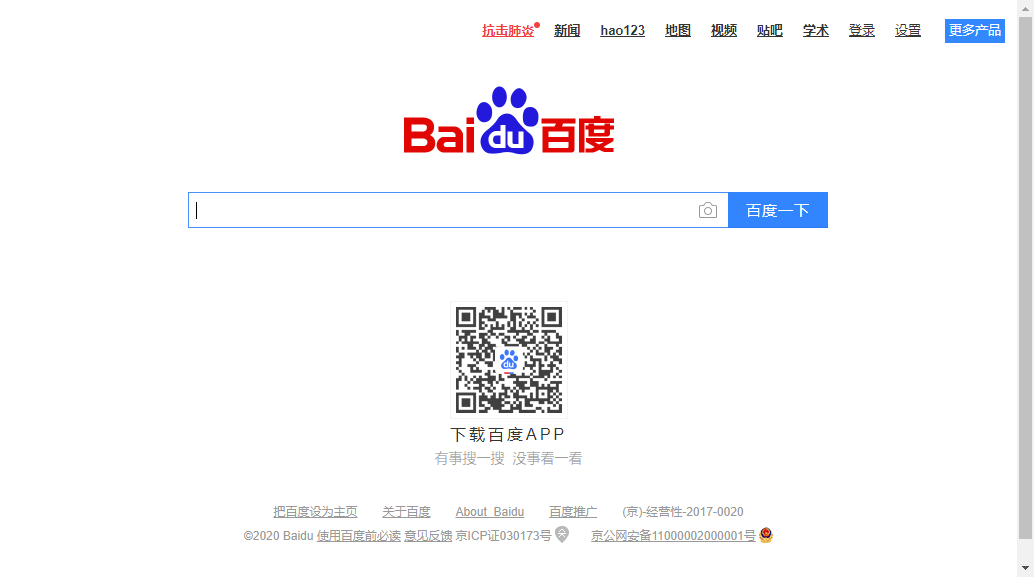 抗击肺炎 新闻 hao123 地图 视频 贴吧 学术 登录 设置 更多产品
Bai du 百度
百度一下
du
下载百度APP
有事搜一搜 没事看一看
把百度设为主页 关于百度 About Baidu 百度推广 (京)-经营性-2017-0020
©2020 Baidu 使用百度前必读 意见反馈 京ICP证030173号 京公网安备11000002000001号